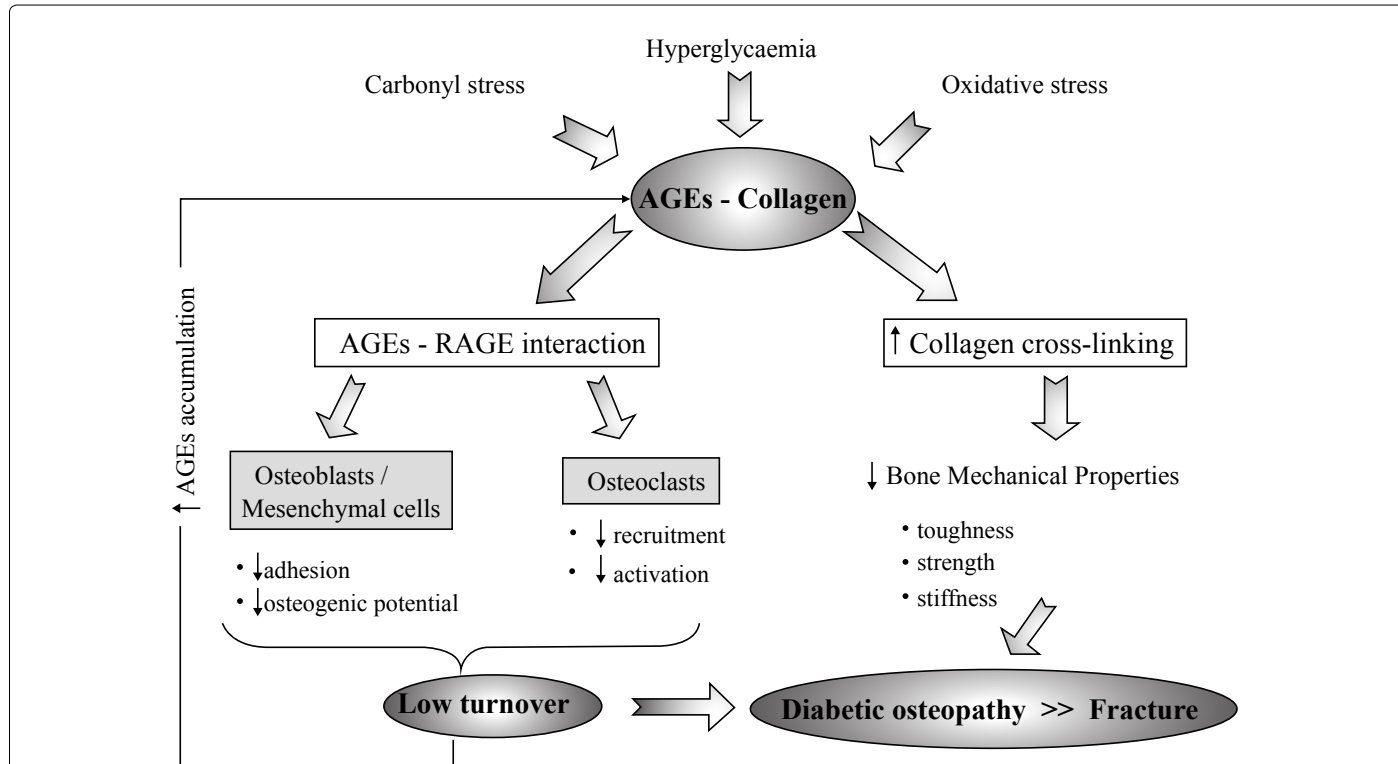 Hyperglycaemia
Carbonyl stress
Oxidative stress
AGEs - Collagen
AGEs - RAGE interaction
↑ Collagen cross-linking
↑ AGEs accumulation
Osteoblasts /
Mesenchymal cells
• ↓adhesion
• ↓osteogenic potential
Osteoclasts
• ↓ recruitment
• ↓ activation
↓ Bone Mechanical Properties
• toughness
• strength
• stiffness
Low turnover
Diabetic osteopathy >> Fracture